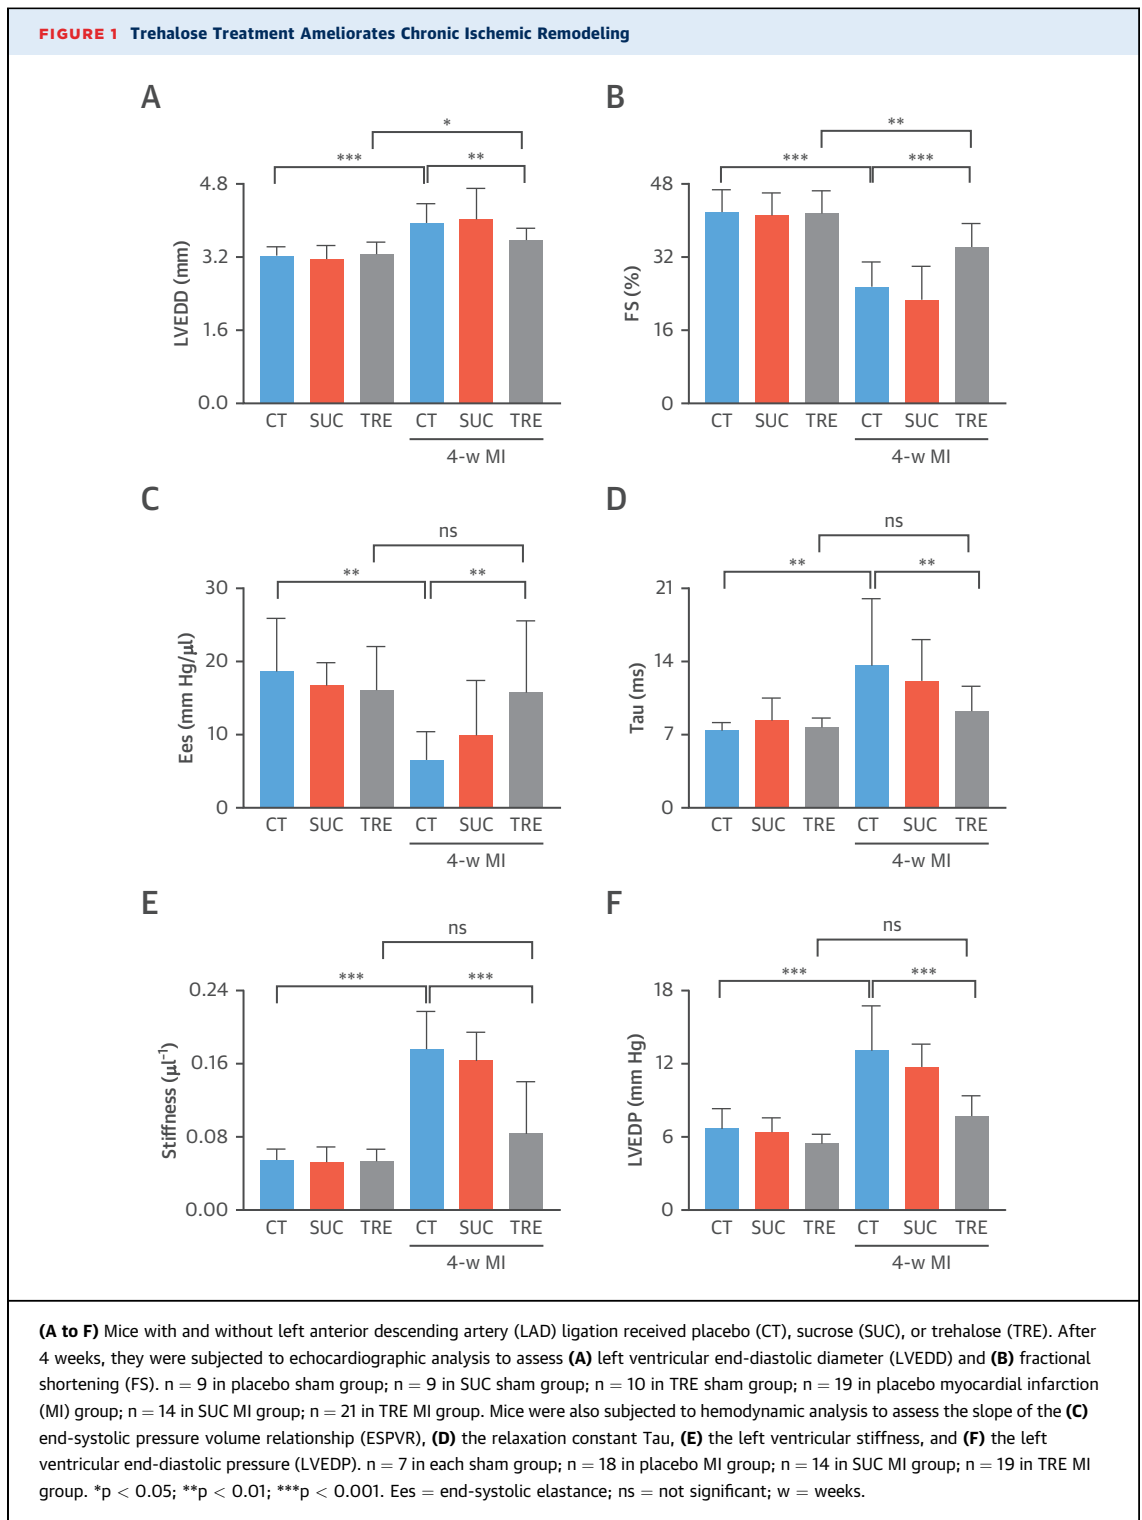 FIGURE 1 Trehalose Treatment Ameliorates Chronic Ischemic Remodeling
A
*
***
**
LVEDD (mm)
4.8
3.2
1.6
0.0
CT SUC TRE CT SUC TRE
4-w MI
B
**
***
***
FS (%)
48
32
16
0
CT SUC TRE CT SUC TRE
4-w MI
C
ns
**
**
Ees (mm Hg/μl)
30
20
10
0
CT SUC TRE CT SUC TRE
4-w MI
D
ns
**
**
Tau (ms)
21
14
7
0
CT SUC TRE CT SUC TRE
4-w MI
E
ns
***
***
Stiffness (μl⁻¹)
0.24
0.16
0.08
0.00
CT SUC TRE CT SUC TRE
4-w MI
F
ns
***
***
LVEDP (mm Hg)
18
12
6
0
CT SUC TRE CT SUC TRE
4-w MI
(A to F) Mice with and without left anterior descending artery (LAD) ligation received placebo (CT), sucrose (SUC), or trehalose (TRE). After
4 weeks, they were subjected to echocardiographic analysis to assess (A) left ventricular end-diastolic diameter (LVEDD) and (B) fractional
shortening (FS). n = 9 in placebo sham group; n = 9 in SUC sham group; n = 10 in TRE sham group; n = 19 in placebo myocardial infarction
(MI) group; n = 14 in SUC MI group; n = 21 in TRE MI group. Mice were also subjected to hemodynamic analysis to assess the slope of the (C)
end-systolic pressure volume relationship (ESPVR), (D) the relaxation constant Tau, (E) the left ventricular stiffness, and (F) the left
ventricular end-diastolic pressure (LVEDP). n = 7 in each sham group; n = 18 in placebo MI group; n = 14 in SUC MI group; n = 19 in TRE MI
group. *p < 0.05; **p < 0.01; ***p < 0.001. Ees = end-systolic elastance; ns = not significant; w = weeks.